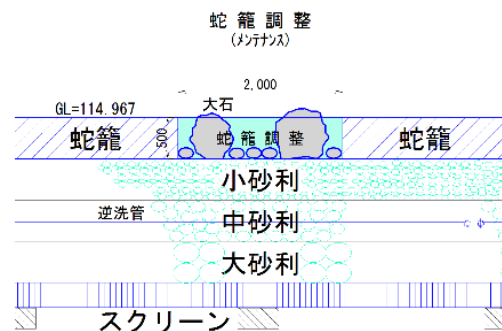 蛇籠調整
(メンテナンス)
2,000
GL=114.967
大石
蛇籠
500
蛇籠調整
蛇籠
小砂利
逆洗管
中砂利
大砂利
スクリーン